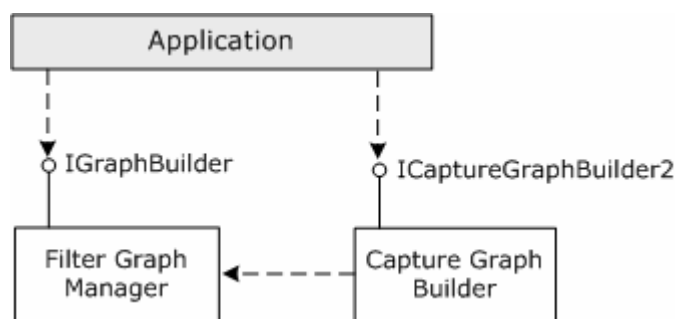 Application
IGraphBuilder
ICaptureGraphBuilder2
Filter Graph
Manager
Capture Graph
Builder